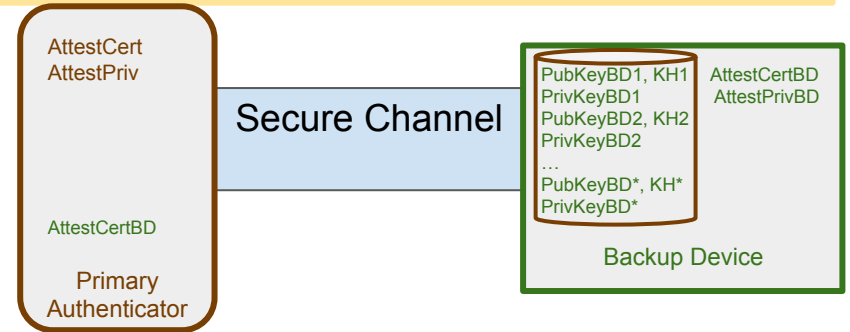 AttestCert
AttestPriv
AttestCertBD
Primary
Authenticator
Secure Channel
PubKeyBD1, KH1
PrivKeyBD1
PubKeyBD2, KH2
PrivKeyBD2
…
PubKeyBD*, KH*
PrivKeyBD*
AttestCertBD
AttestPrivBD
Backup Device